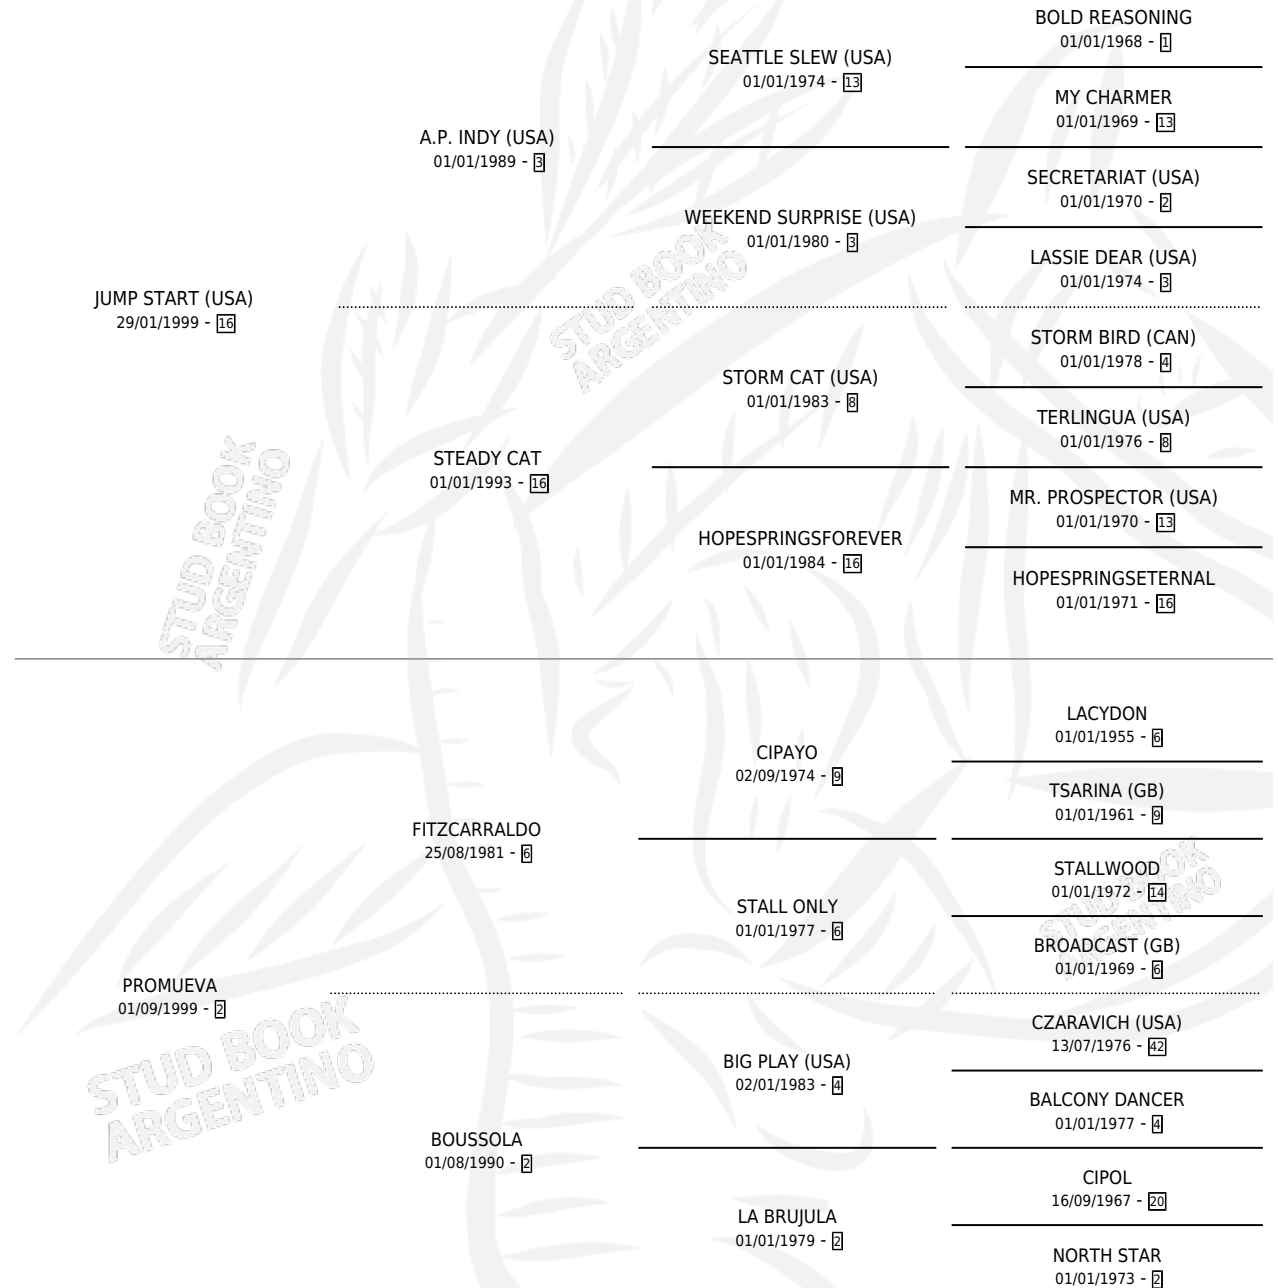 BOLD REASONING
01/01/1968 - 1
SEATTLE SLEW (USA)
01/01/1974 - 13
MY CHARMER
01/01/1969 - 13
A.P. INDY (USA)
01/01/1989 - 3
SECRETARIAT (USA)
01/01/1970 - 2
WEEKEND SURPRISE (USA)
01/01/1980 - 3
LASSIE DEAR (USA)
01/01/1974 - 3
JUMP START (USA)
29/01/1999 - 16
STORM BIRD (CAN)
01/01/1978 - 4
STORM CAT (USA)
01/01/1983 - 8
TERLINGUA (USA)
01/01/1976 - 8
STEADY CAT
01/01/1993 - 16
MR. PROSPECTOR (USA)
01/01/1970 - 13
HOPESPRINGSFOREVER
01/01/1984 - 16
HOPESPRINGSETERNAL
01/01/1971 - 16
LACYDON
01/01/1955 - 6
CIPAYO
02/09/1974 - 9
TSARINA (GB)
01/01/1961 - 9
FITZCARRALDO
25/08/1981 - 6
STALLWOOD
01/01/1972 - 14
STALL ONLY
01/01/1977 - 6
BROADCAST (GB)
01/01/1969 - 6
PROMUEVA
01/09/1999 - 2
CZARAVICH (USA)
13/07/1976 - 42
BIG PLAY (USA)
02/01/1983 - 4
BALCONY DANCER
01/01/1977 - 4
BOUSSOLA
01/08/1990 - 2
CIPOL
16/09/1967 - 20
LA BRUJULA
01/01/1979 - 2
NORTH STAR
01/01/1973 - 2
STUD BOOK
ARGENTINO
STUD BOOK
ARGENTINO
STUD BOOK
ARGENTINO
STUD BOOK
ARGENTINO